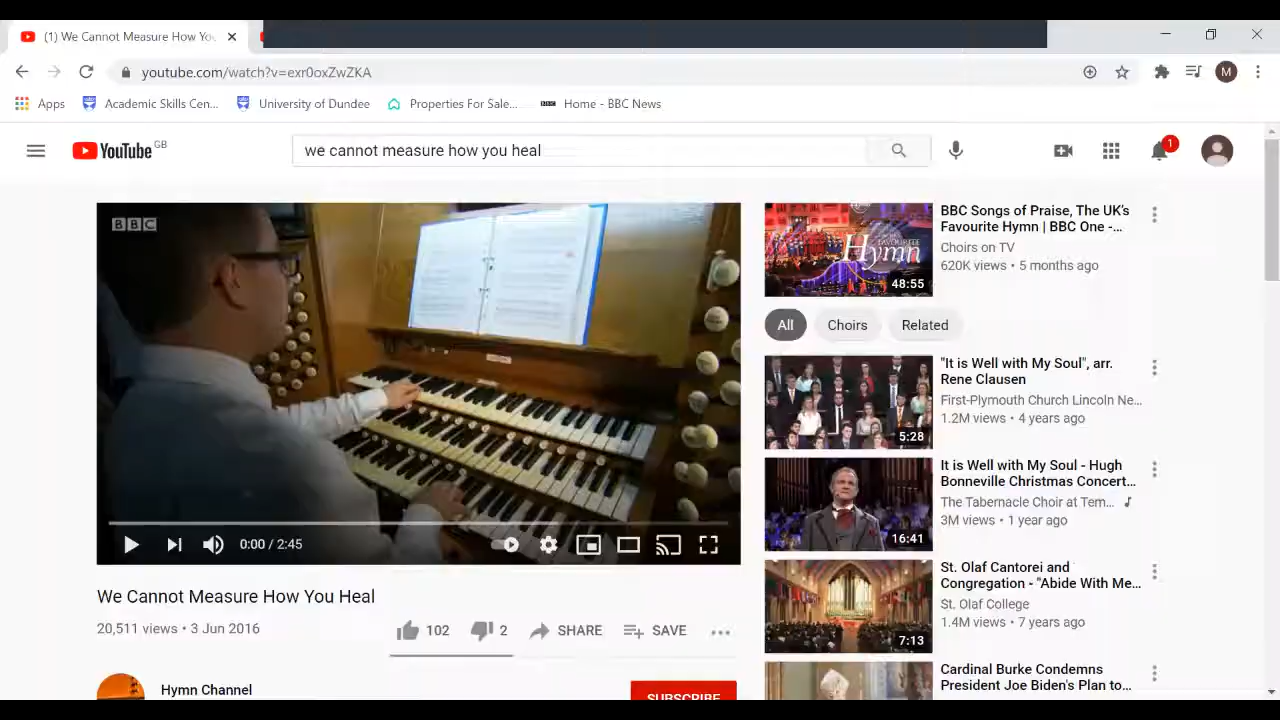 (1) We Cannot Measure How Yo
youtube.com/watch?v=exr0oxZwZKA
M
Apps
Academic Skills Cen...
University of Dundee
Properties For Sale...
BBC
Home - BBC News
YouTube GB
we cannot measure how you heal
1
BBC
0:00 / 2:45
We Cannot Measure How You Heal
20,511 views • 3 Jun 2016
102
2
SHARE
SAVE
Hymn Channel
SUBSCRIBE
Hymn
48:55
BBC Songs of Praise, The UK’s
Favourite Hymn | BBC One -...
Choirs on TV
620K views • 5 months ago
All
Choirs
Related
5:28
"It is Well with My Soul", arr.
Rene Clausen
First-Plymouth Church Lincoln Ne...
1.2M views • 4 years ago
16:41
It is Well with My Soul - Hugh
Bonneville Christmas Concert...
The Tabernacle Choir at Tem...
3M views • 1 year ago
7:13
St. Olaf Cantorei and
Congregation - "Abide With Me...
St. Olaf College
1.4M views • 7 years ago
Cardinal Burke Condemns
President Joe Biden's Plan to...